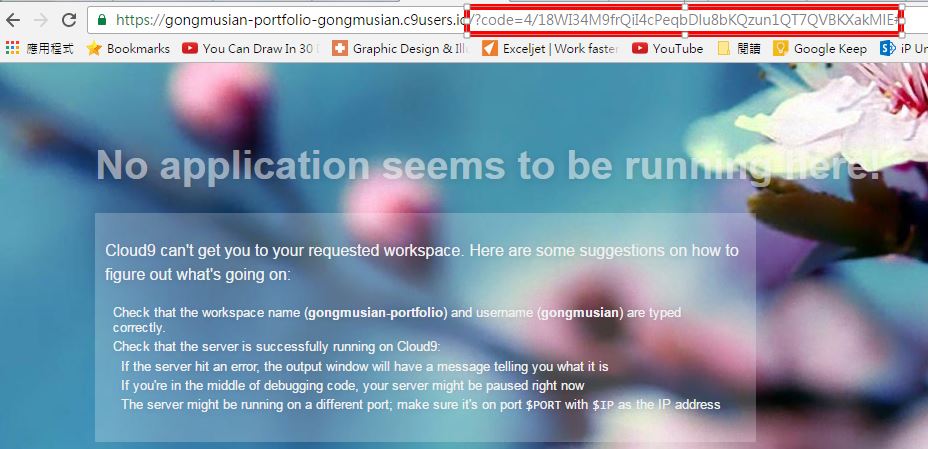 https://gongmusian-portfolio-gongmusian.c9users.io/?code=4/18WI34M9frQiI4cPeqbDlu8bKQzun1QT7QVBKXakMIE#
應用程式 BOOKMARKS You Can Draw In 30 D Graphic Design & Illu Exceljet | Work faster YouTube 閱讀 Google Keep iP Un
No application seems to be running here!
Cloud9 can't get you to your requested workspace. Here are some suggestions on how to
figure out what's going on:
Check that the workspace name (gongmusian-portfolio) and username (gongmusian) are typed
correctly.
Check that the server is successfully running on Cloud9:
If the server hit an error, the output window will have a message telling you what it is
If you're in the middle of debugging code, your server might be paused right now
The server might be running on a different port; make sure it's on port $PORT with $IP as the IP address